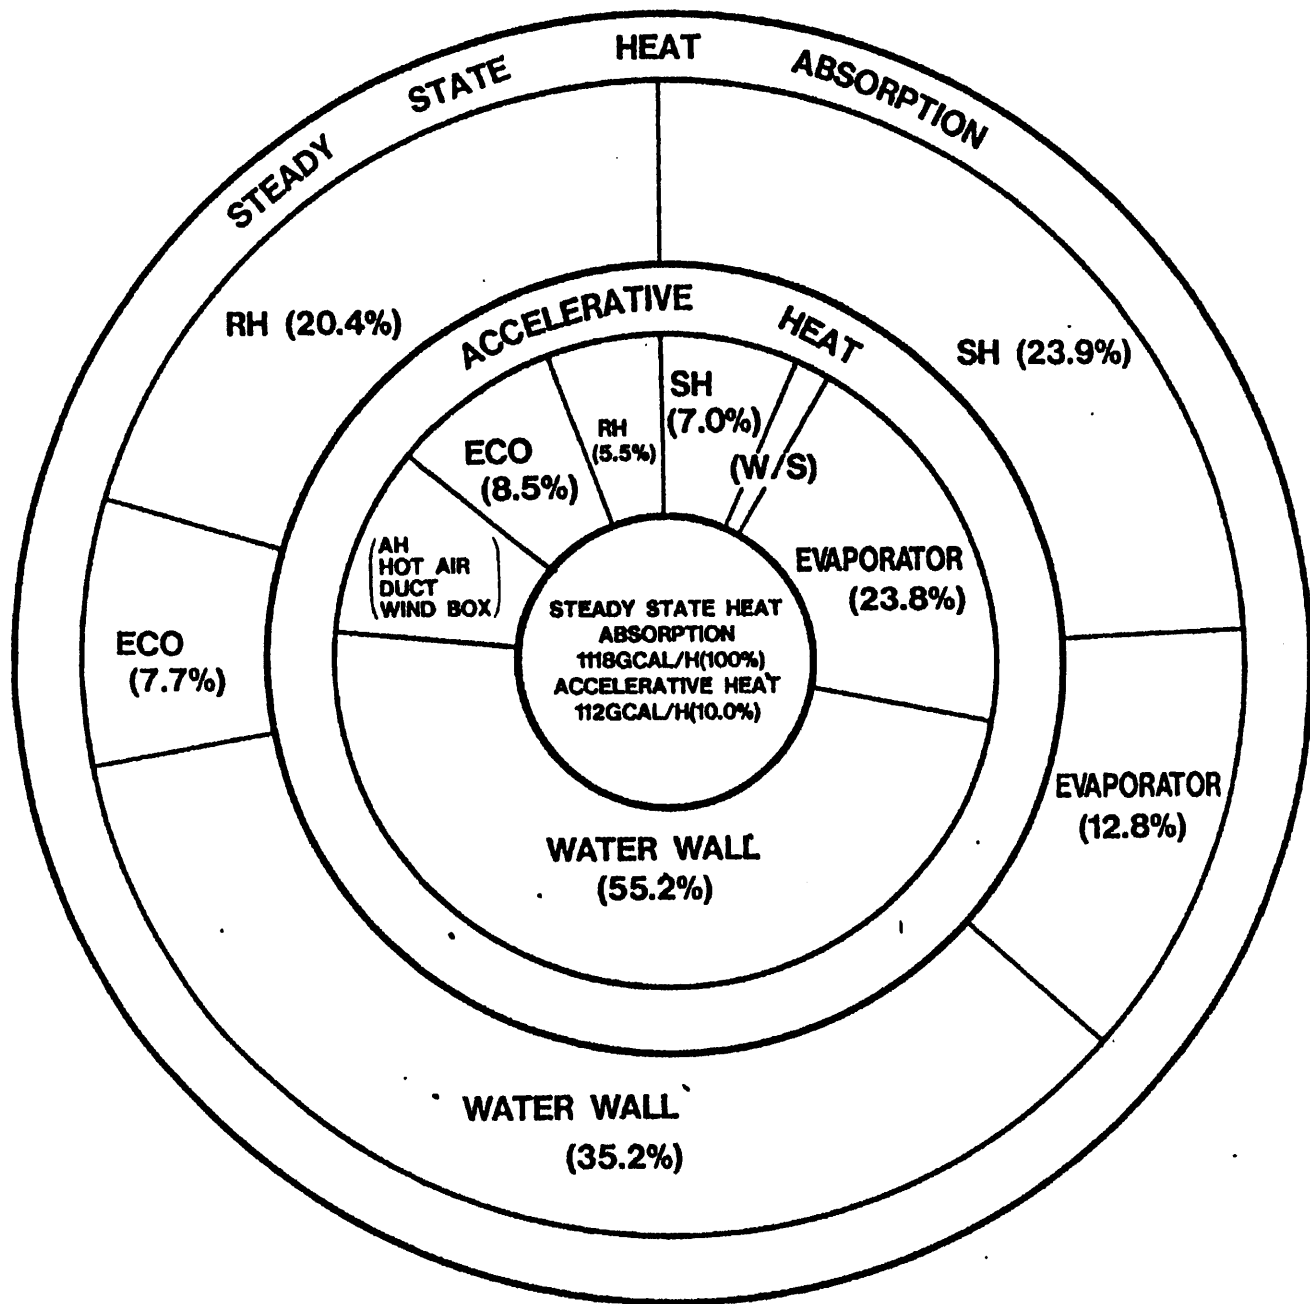 STEADY STATE HEAT ABSORPTION
RH (20.4%)
SH (23.9%)
ACCELERATIVE HEAT
SH
(7.0%)
RH
(5.5%)
ECO
(8.5%)
(W/S)
AH
HOT AIR
DUCT
WIND BOX
EVAPORATOR
(23.8%)
STEADY STATE HEAT
ABSORPTION
1118GCAL/H(100%)
ACCELERATIVE HEAT
112GCAL/H(10.0%)
ECO
(7.7%)
EVAPORATOR
(12.8%)
WATER WALL
(55.2%)
WATER WALL
(35.2%)